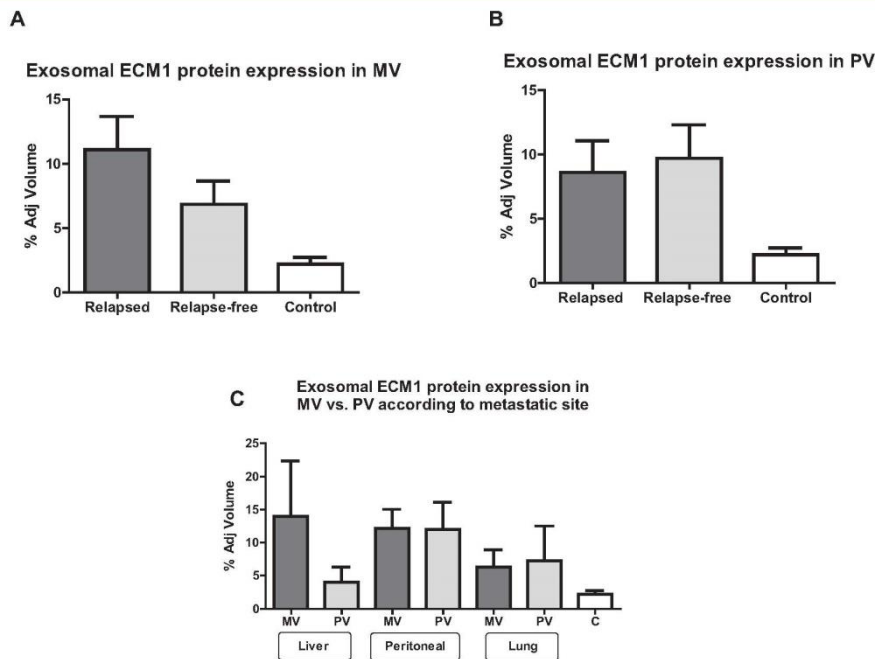 A
Exosomal ECM1 protein expression in MV
% Adj Volume
15
10
5
0
Relapsed Relapse-free Control
B
Exosomal ECM1 protein expression in PV
% Adj Volume
15
10
5
0
Relapsed Relapse-free Control
C
Exosomal ECM1 protein expression in
MV vs. PV according to metastatic site
% Adj Volume
25
20
15
10
5
0
MV PV MV PV MV PV C
Liver Peritoneal Lung